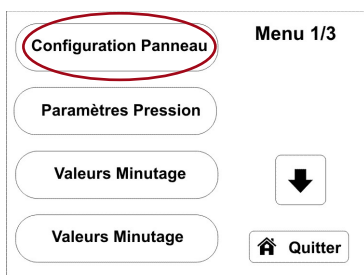 Configuration Panneau
Menu 1/3
Paramètres Pression
Valeurs Minutage
Valeurs Minutage
Quitter